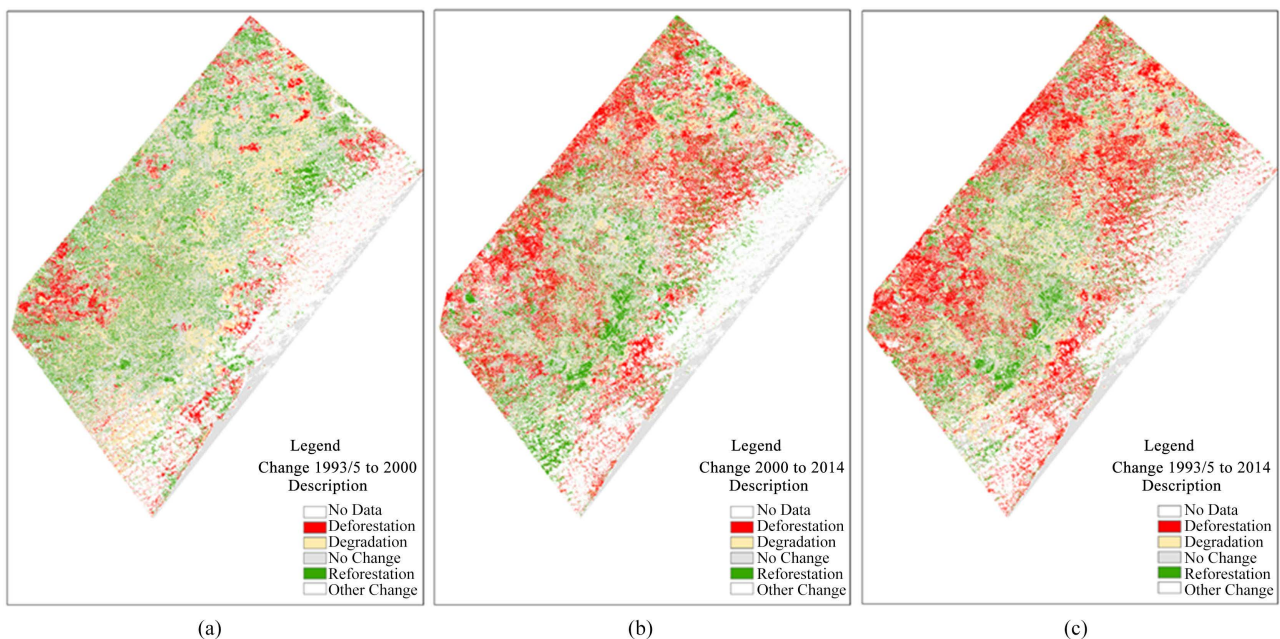 Legend
Change 1993/5 to 2000
Description
No Data
Deforestation
Degradation
No Change
Reforestation
Other Change
(a)
Legend
Change 2000 to 2014
Description
No Data
Deforestation
Degradation
No Change
Reforestation
Other Change
(b)
Legend
Change 1993/5 to 2014
Description
No Data
Deforestation
Degradation
No Change
Reforestation
Other Change
(c)